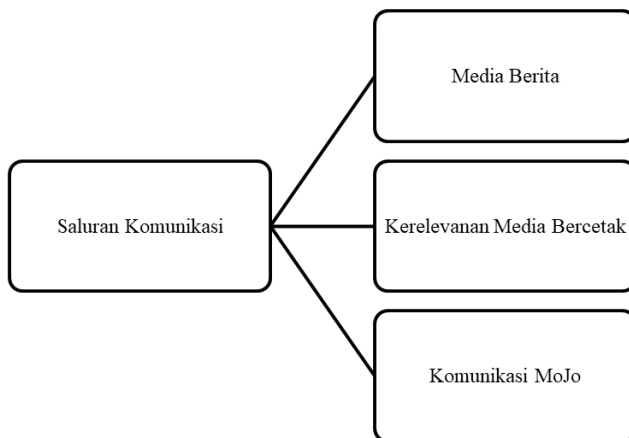 Media Berita
Saluran Komunikasi
Kerelevanan Media Bercetak
Komunikasi MoJo